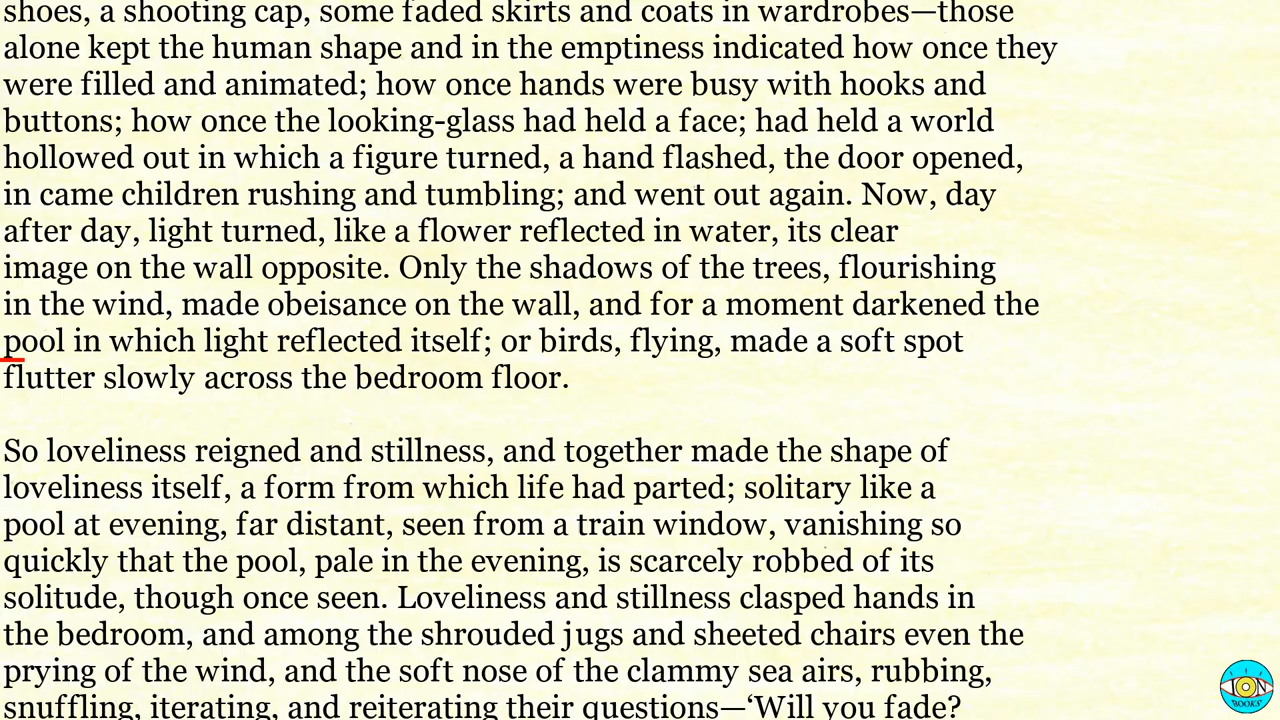 shoes, a shooting cap, some faded skirts and coats in wardrobes—those
alone kept the human shape and in the emptiness indicated how once they
were filled and animated; how once hands were busy with hooks and
buttons; how once the looking-glass had held a face; had held a world
hollowed out in which a figure turned, a hand flashed, the door opened,
in came children rushing and tumbling; and went out again. Now, day
after day, light turned, like a flower reflected in water, its clear
image on the wall opposite. Only the shadows of the trees, flourishing
in the wind, made obeisance on the wall, and for a moment darkened the
pool in which light reflected itself; or birds, flying, made a soft spot
flutter slowly across the bedroom floor.
So loveliness reigned and stillness, and together made the shape of
loveliness itself, a form from which life had parted; solitary like a
pool at evening, far distant, seen from a train window, vanishing so
quickly that the pool, pale in the evening, is scarcely robbed of its
solitude, though once seen. Loveliness and stillness clasped hands in
the bedroom, and among the shrouded jugs and sheeted chairs even the
prying of the wind, and the soft nose of the clammy sea airs, rubbing,
snuffling, iterating, and reiterating their questions—‘Will you fade?
ION
BOOKS